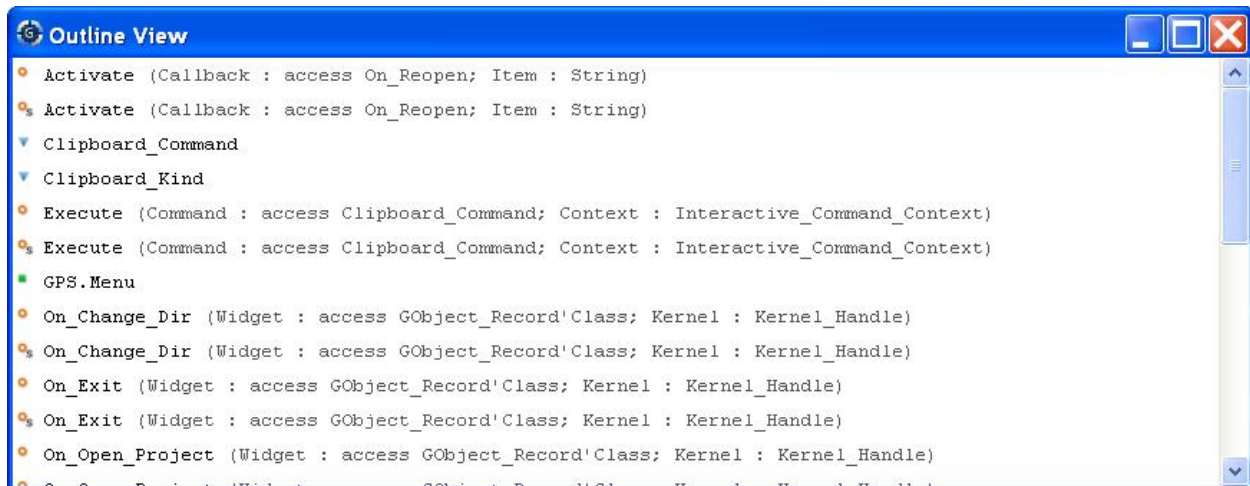 Outline View
Activate (Callback : access On_Reopen; Item : String)
Activate (Callback : access On_Reopen; Item : String)
Clipboard_Command
Clipboard_Kind
Execute (Command : access Clipboard_Command; Context : Interactive_Command_Context)
Execute (Command : access Clipboard_Command; Context : Interactive_Command_Context)
GPS.Menu
On_Change_Dir (Widget : access GObject_Record'Class; Kernel : Kernel_Handle)
On_Change_Dir (Widget : access GObject_Record'Class; Kernel : Kernel_Handle)
On_Exit (Widget : access GObject_Record'Class; Kernel : Kernel_Handle)
On_Exit (Widget : access GObject_Record'Class; Kernel : Kernel_Handle)
On_Open_Project (Widget : access GObject_Record'Class; Kernel : Kernel_Handle)